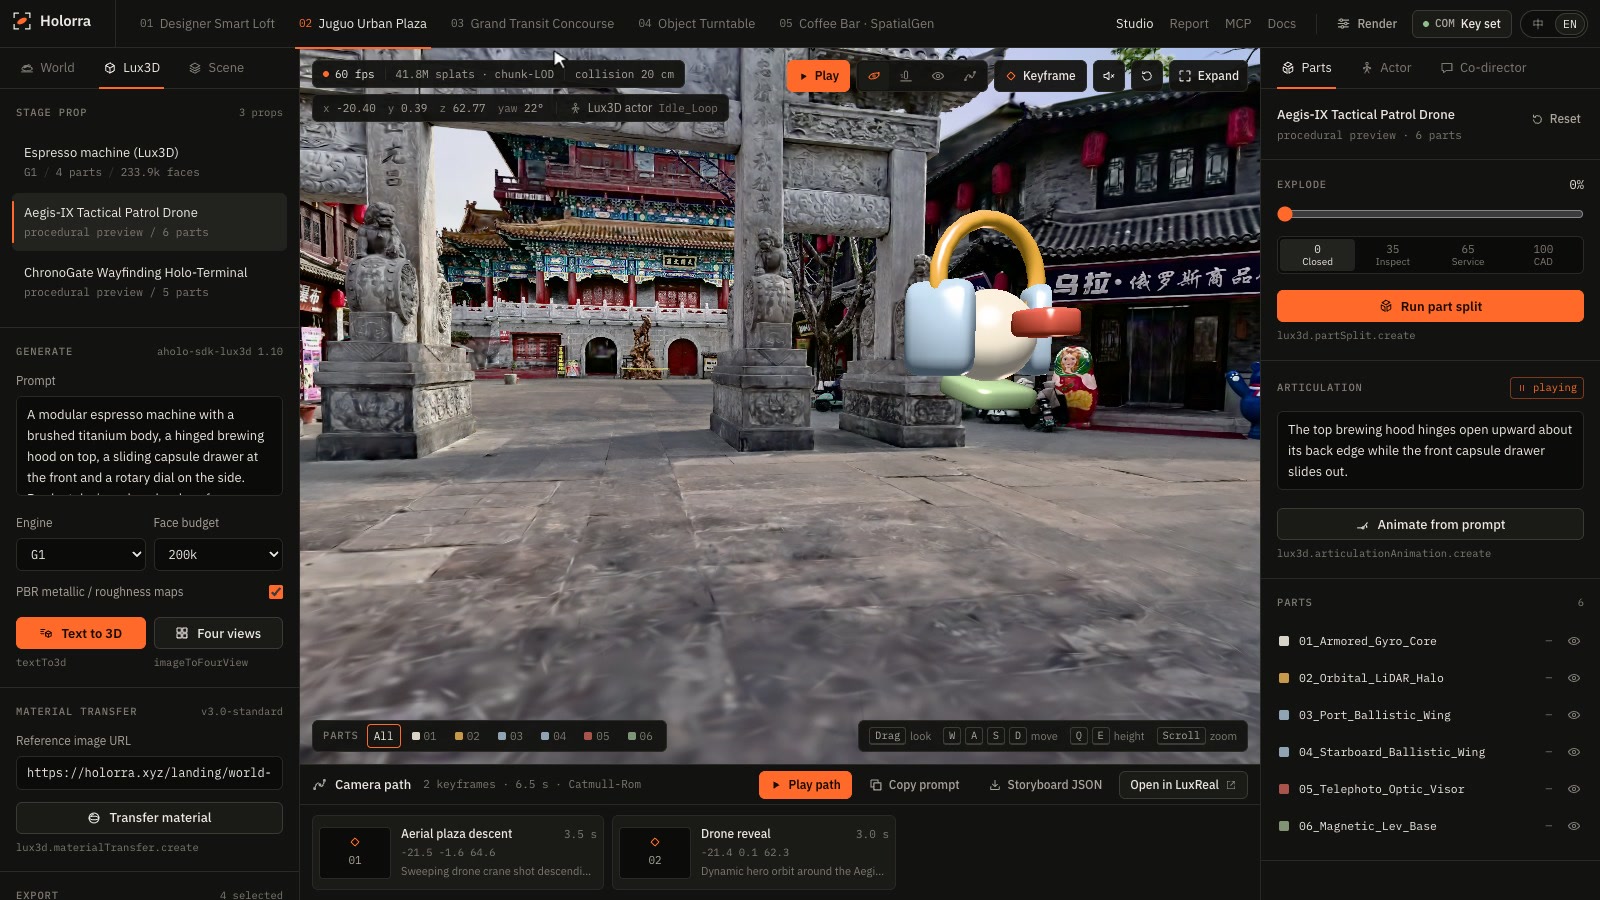 Holorra
01 Designer Smart Loft
02 Juguo Urban Plaza
03 Grand Transit Concourse
04 Object Turntable
05 Coffee Bar · SpatialGen
Studio
Report
MCP
Docs
Render
COM Key set
中
EN
World
Lux3D
Scene
STAGE PROP
3 props
Espresso machine (Lux3D)
G1 / 4 parts / 233.9k faces
Aegis-IX Tactical Patrol Drone
procedural preview / 6 parts
ChronoGate Wayfinding Holo-Terminal
procedural preview / 5 parts
GENERATE
aholo-sdk-lux3d 1.10
Prompt
A modular espresso machine with a
brushed titanium body, a hinged brewing
hood on top, a sliding capsule drawer at
the front and a rotary dial on the side.
Engine
Face budget
G1
200k
PBR metallic / roughness maps
Text to 3D
Four views
textTo3d
imageToFourView
MATERIAL TRANSFER
v3.0-standard
Reference image URL
https://holorra.xyz/landing/world-
Transfer material
lux3d.materialTransfer.create
EXPORT
4 selected
60 fps
41.8M splats · chunk-LOD
collision 20 cm
Play
Keyframe
Expand
x -20.40 y 0.39 z 62.77 yaw 22°
Lux3D actor Idle_Loop
乌拉·俄罗斯商品
PARTS
All
01
02
03
04
05
06
Drag look
W A S D move
Q E height
Scroll zoom
Camera path
2 keyframes · 6.5 s · Catmull-Rom
Play path
Copy prompt
Storyboard JSON
Open in LuxReal
01
Aerial plaza descent
3.5 s
-21.5 -1.6 64.6
Sweeping drone crane shot descendi…
02
Drone reveal
3.0 s
-21.4 0.1 62.3
Dynamic hero orbit around the Aegi…
Parts
Actor
Co-director
Aegis-IX Tactical Patrol Drone
procedural preview · 6 parts
Reset
EXPLODE
0%
0
Closed
35
Inspect
65
Service
100
CAD
Run part split
lux3d.partSplit.create
ARTICULATION
playing
The top brewing hood hinges open upward about
its back edge while the front capsule drawer
slides out.
Animate from prompt
lux3d.articulationAnimation.create
PARTS
6
01_Armored_Gyro_Core
02_Orbital_LiDAR_Halo
03_Port_Ballistic_Wing
04_Starboard_Ballistic_Wing
05_Telephoto_Optic_Visor
06_Magnetic_Lev_Base